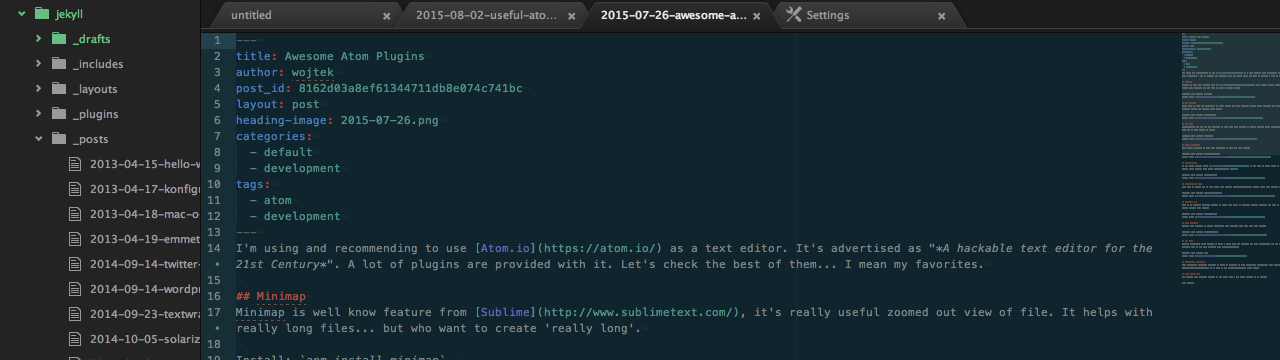 jekyll
_drafts
_includes
_layouts
_plugins
_posts
2013-04-15-hello-w
2013-04-17-konfigr
2013-04-18-mac-o
2013-04-19-emmet
2014-09-14-twitter-
2014-09-14-wordpr
2014-09-23-textwra
2014-10-05-solariz
untitled
2015-08-02-useful-ato...
2015-07-26-awesome-a...
Settings
1 ---
2 title: Awesome Atom Plugins
3 author: wojtek
4 post_id: 8162d03a8ef61344711db8e074c741bc
5 layout: post
6 heading-image: 2015-07-26.png
7 categories:
8 - default
9 - development
10 tags:
11 - atom
12 - development
13 ---
14 I'm using and recommending to use [Atom.io](https://atom.io/) as a text editor. It's advertised as "*A hackable text editor for the
• 21st Century*". A lot of plugins are provided with it. Let's check the best of them... I mean my favorites.
15
16 ## Minimap
17 Minimap is well know feature from [Sublime](http://www.sublimetext.com/), it's really useful zoomed out view of file. It helps with
• really long files... but who want to create 'really long'.
18
19 Install: `apm install minimap`